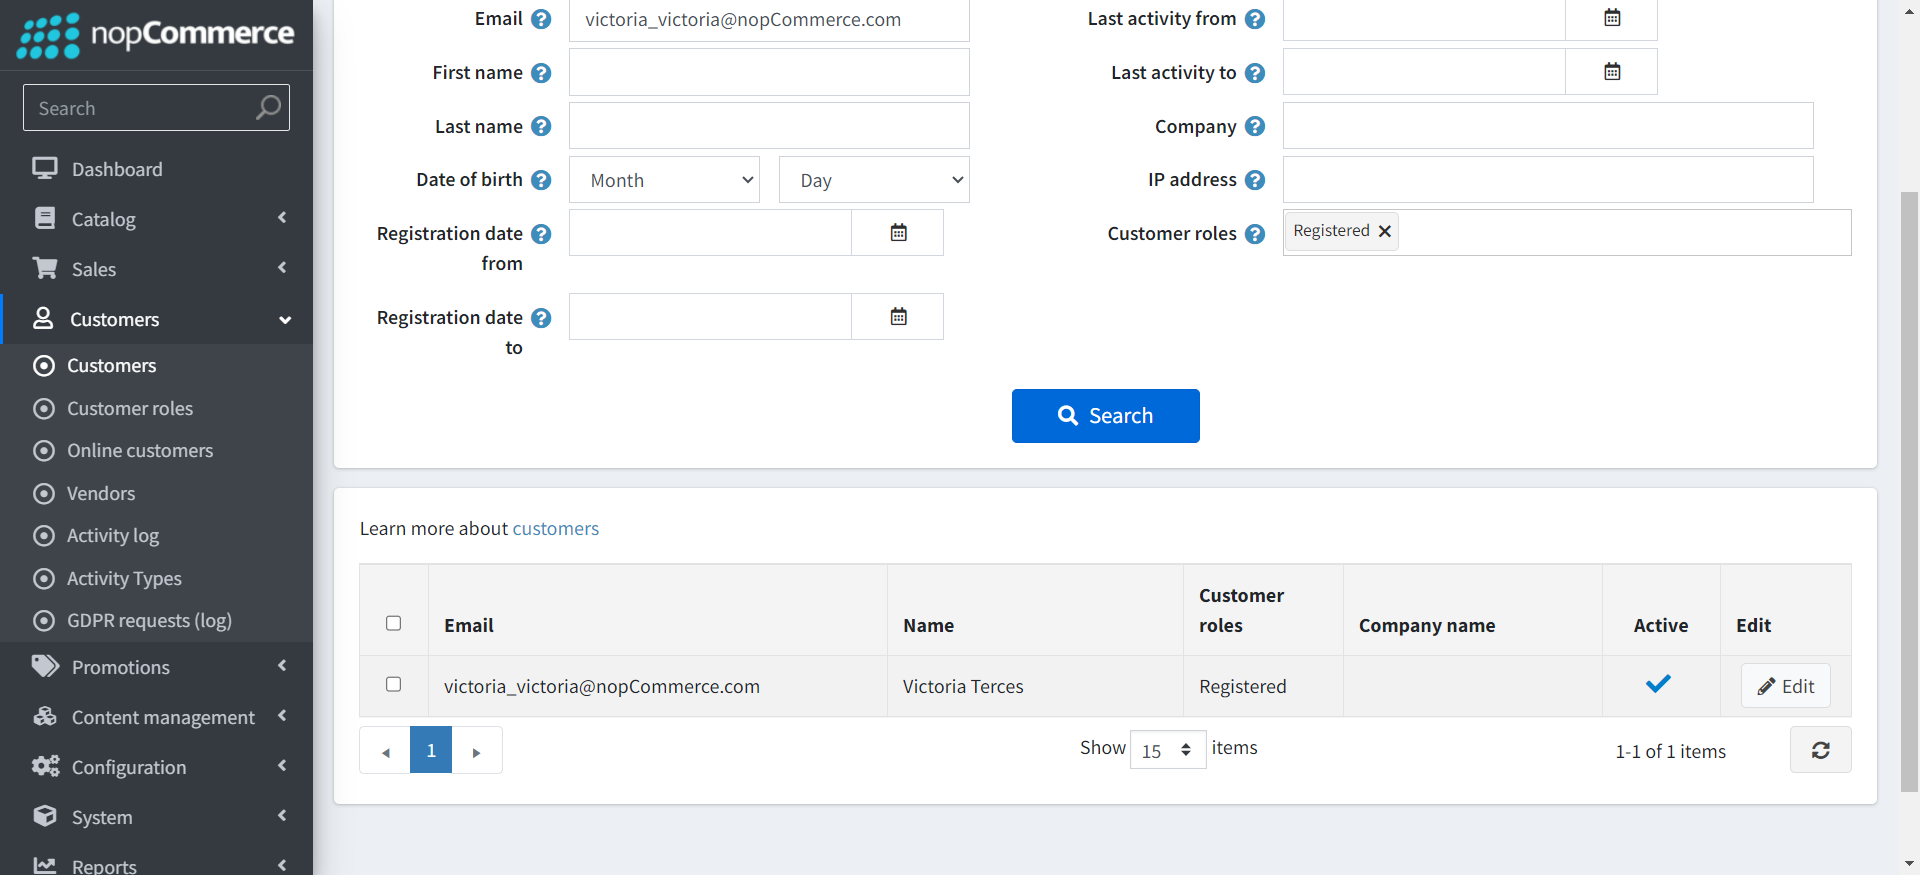 nopCommerce
Search
Dashboard
Catalog
Sales
Customers
Customers
Customer roles
Online customers
Vendors
Activity log
Activity Types
GDPR requests (log)
Promotions
Content management
Configuration
System
Reports
Email
victoria_victoria@nopCommerce.com
First name
Last name
Date of birth
Month
Day
Registration date
from
Registration date
to
Last activity from
Last activity to
Company
IP address
Customer roles
Registered
Search
Learn more about customers
Email
Name
Customer
roles
Company name
Active
Edit
victoria_victoria@nopCommerce.com
Victoria Terces
Registered
Edit
1
Show 15 items
1-1 of 1 items